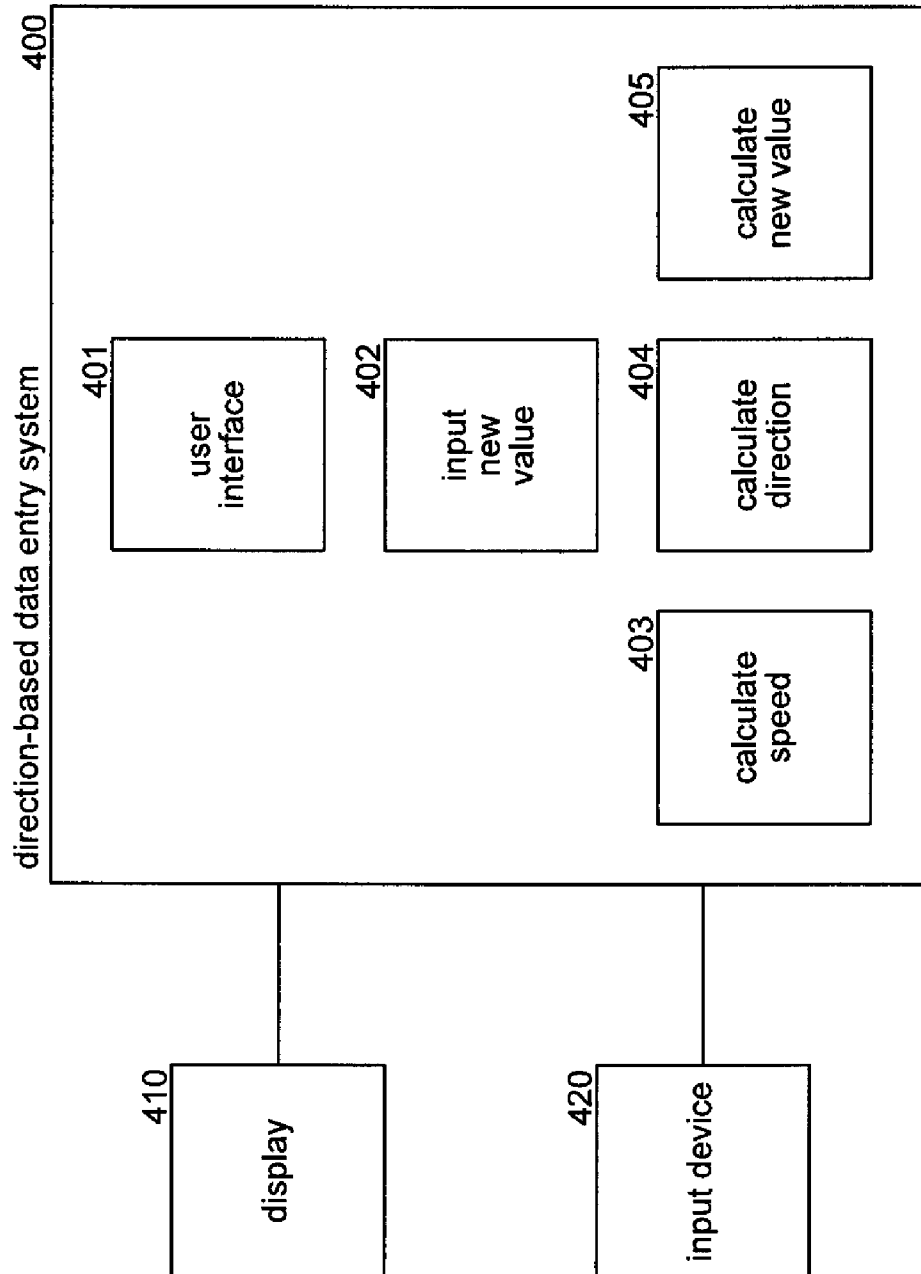 direction-based data entry system
400
410
display
401
user
interface
402
input
new
value
420
input device
403
calculate
speed
404
calculate
direction
405
calculate
new value